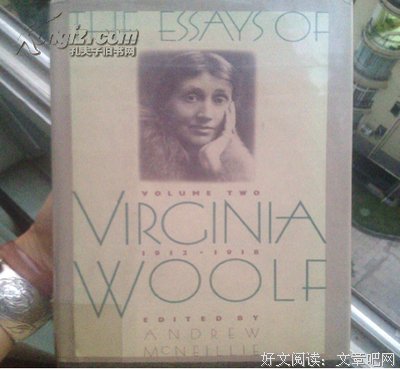 THE ESSAYS OF
Kongfz.com
孔夫子旧书网
VOLUME TWO
VIRGINIA
1912-1918
WOOLF
EDITED BY
ANDREW
MCNEILLIE
好文阅读：文章吧网